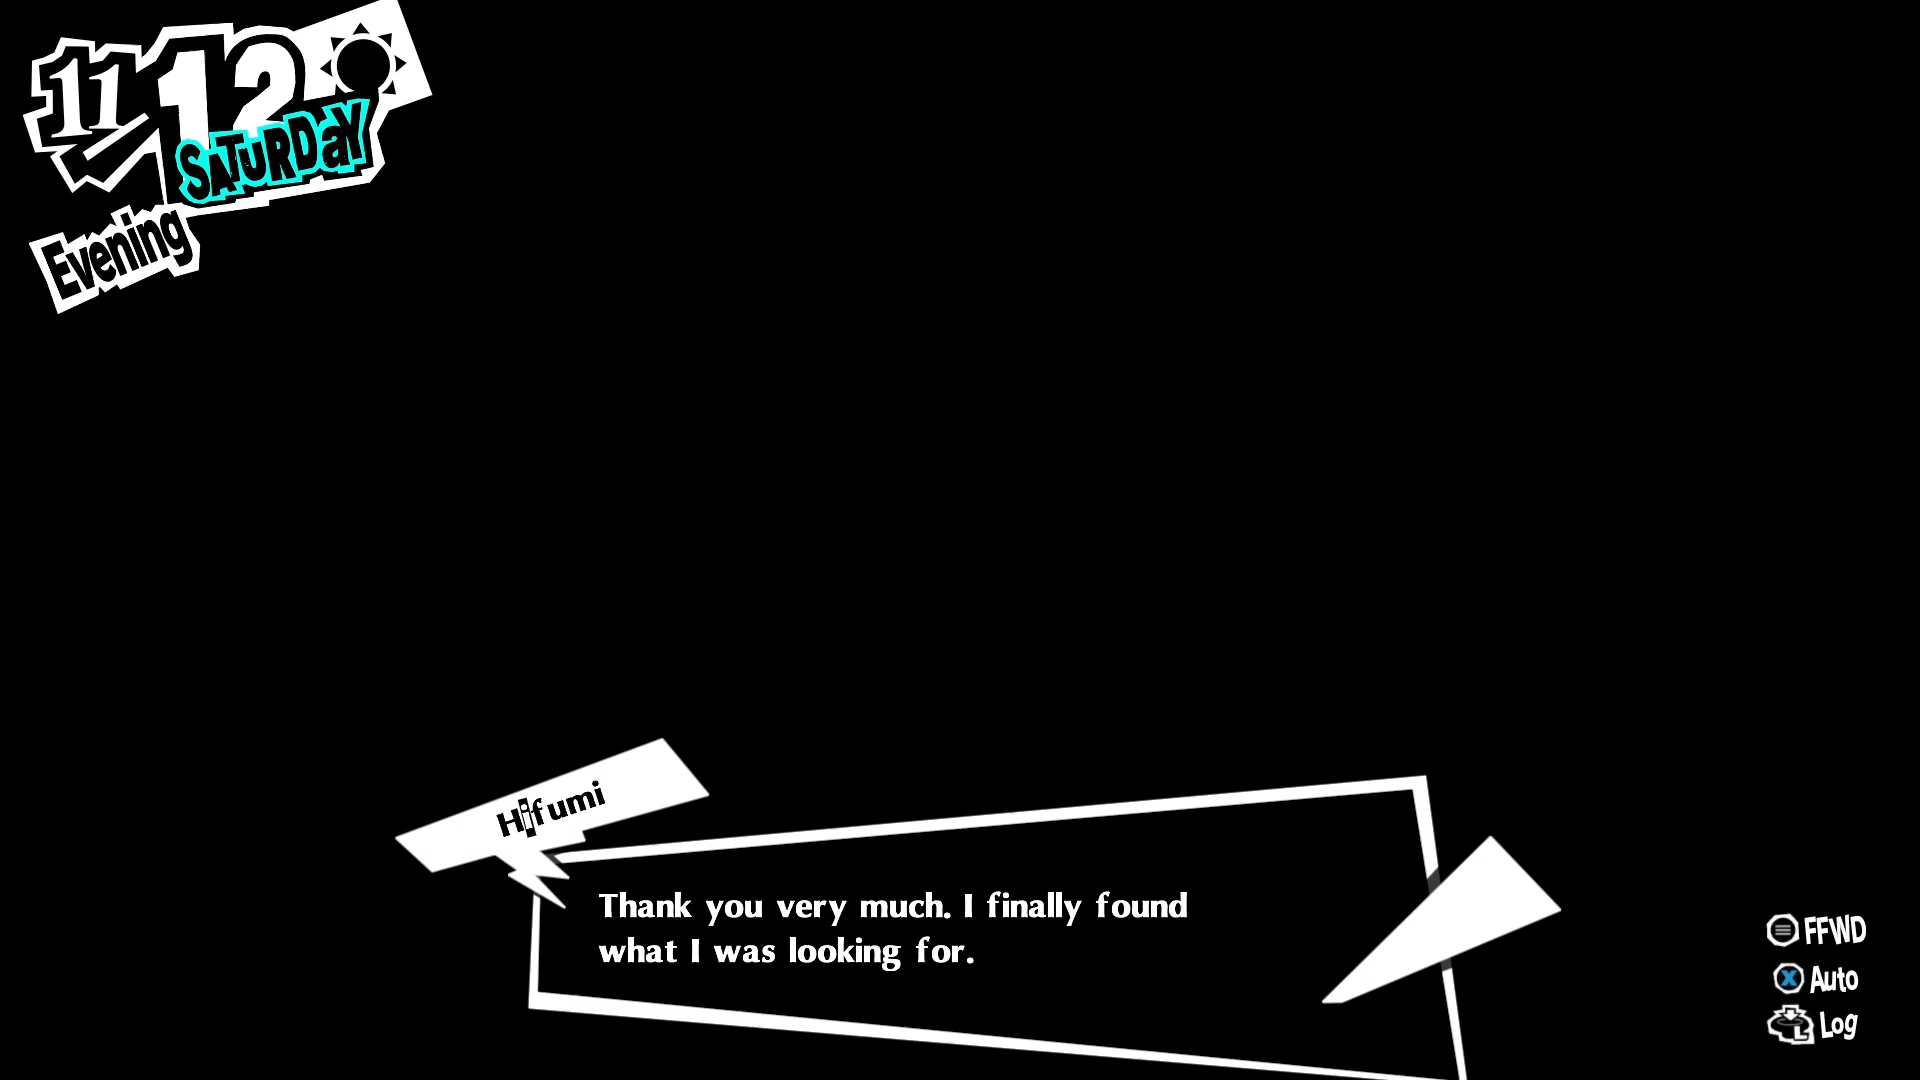 11/12
SATURDaY
Evening
Hifumi
Thank you very much. I finally found
what I was looking for.
FFWD
X Auto
L Log